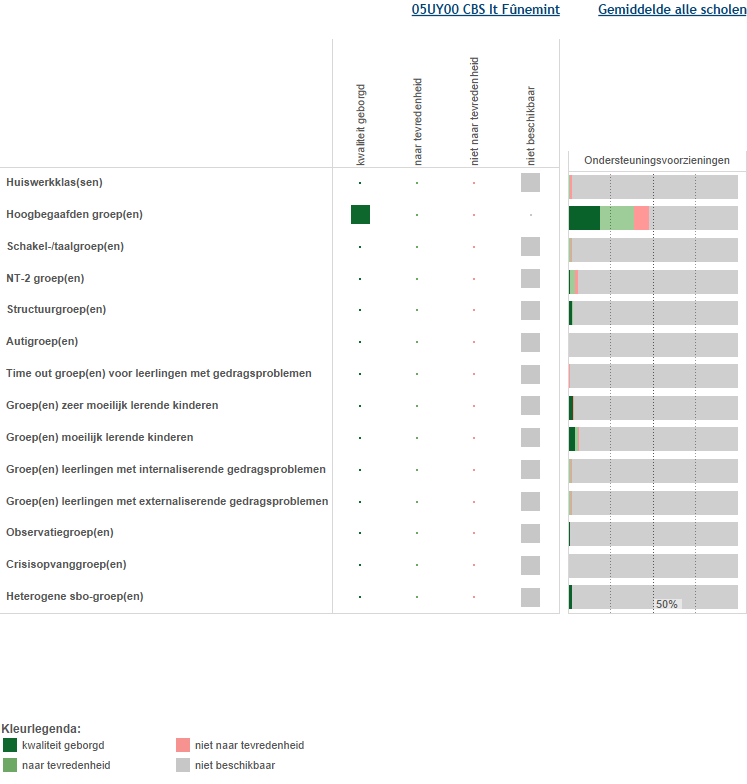 05UY00 CBS It Fûnemint Gemiddelde alle scholen
kwaliteit geborgd
naar tevredenheid
niet naar tevredenheid
niet beschikbaar
Ondersteuningsvoorzieningen
Huiswerkklas(sen)
Hoogbegaafden groep(en)
Schakel-/taalgroep(en)
NT-2 groep(en)
Structuurgroep(en)
Autigroep(en)
Time out groep(en) voor leerlingen met gedragsproblemen
Groep(en) zeer moeilijk lerende kinderen
Groep(en) moeilijk lerende kinderen
Groep(en) leerlingen met internaliserende gedragsproblemen
Groep(en) leerlingen met externaliserende gedragsproblemen
Observatiegroep(en)
Crisisopvanggroep(en)
Heterogene sbo-groep(en)
50%
Kleurlegenda:
kwaliteit geborgd niet naar tevredenheid
naar tevredenheid niet beschikbaar